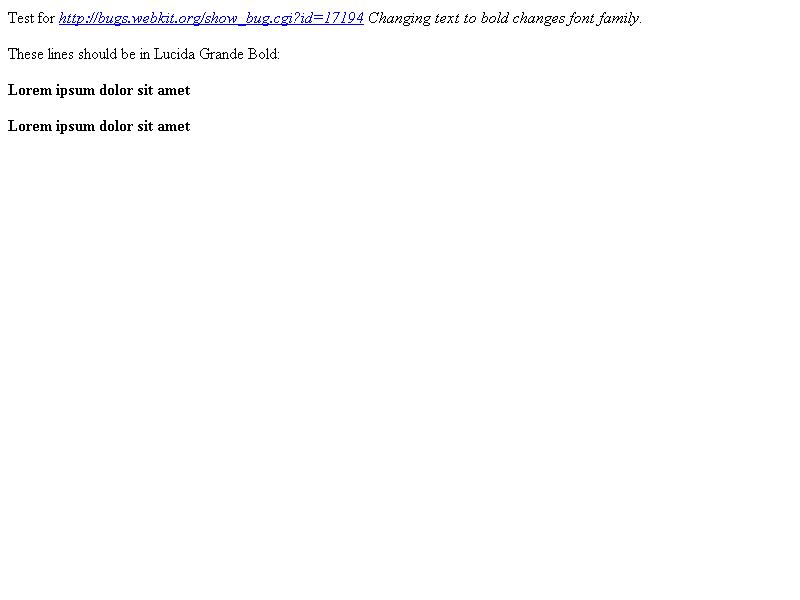 Test for http://bugs.webkit.org/show_bug.cgi?id=17194 Changing text to bold changes font family.
These lines should be in Lucida Grande Bold:
Lorem ipsum dolor sit amet
Lorem ipsum dolor sit amet